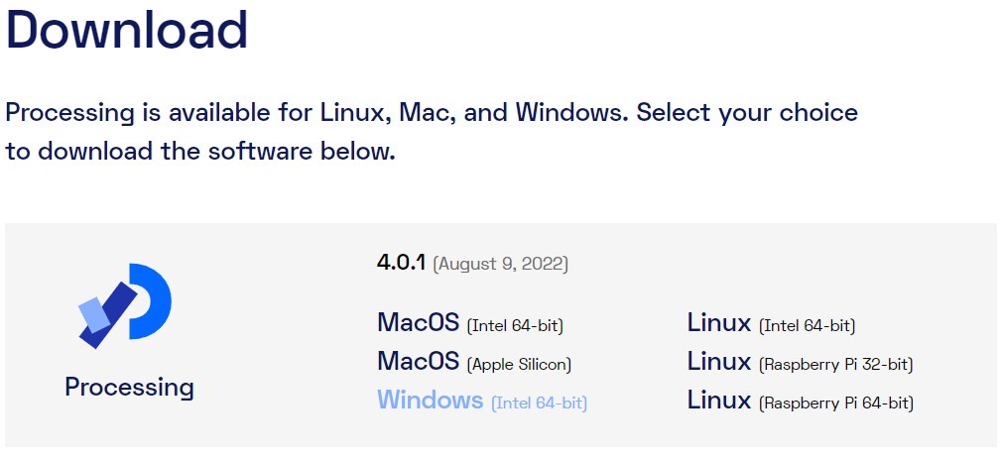 Download
Processing is available for Linux, Mac, and Windows. Select your choice
to download the software below.
4.0.1 (August 9, 2022)
MacOS (Intel 64-bit)
MacOS (Apple Silicon)
Windows (Intel 64-bit)
Linux (Intel 64-bit)
Linux (Raspberry Pi 32-bit)
Linux (Raspberry Pi 64-bit)
Processing